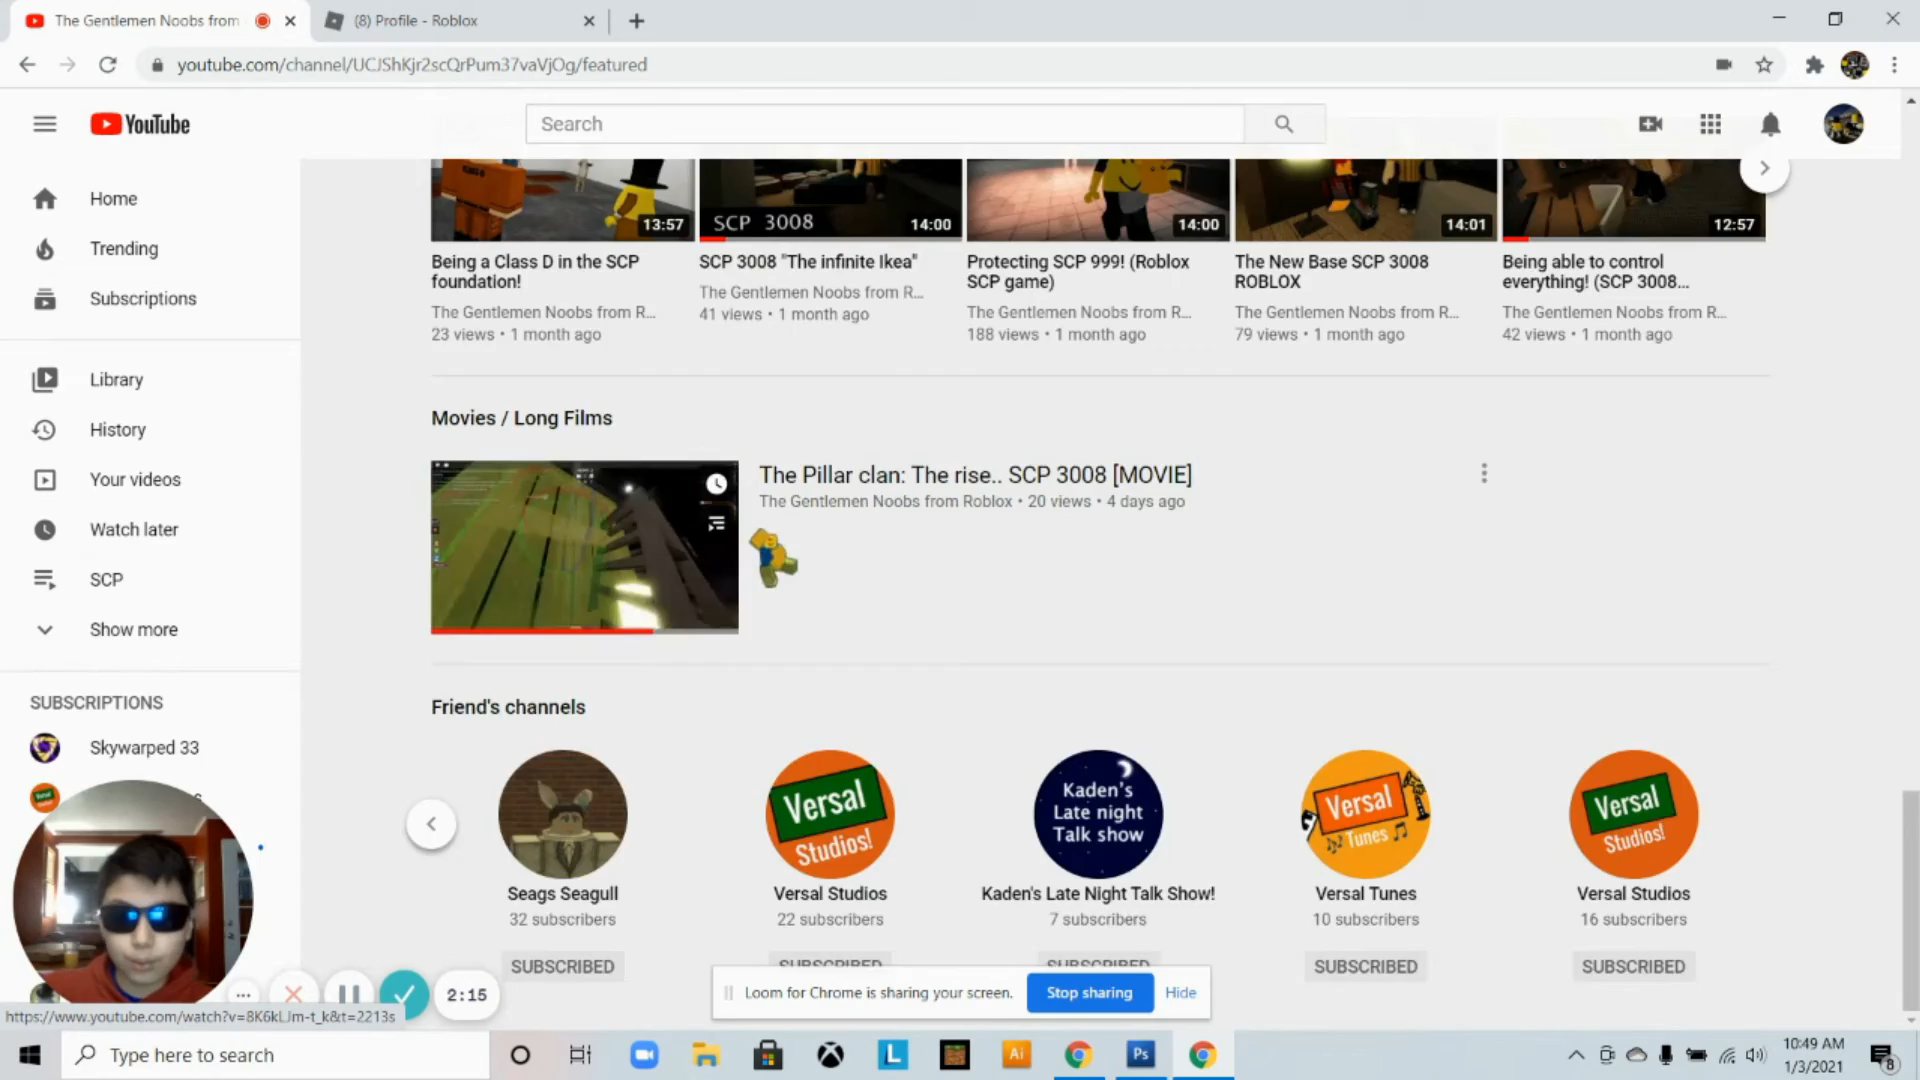 The Gentlemen Noobs from
(8) Profile - Roblox
youtube.com/channel/UCJShKjr2scQrPum37vaVjOg/featured
YouTube
Search
Home
Trending
Subscriptions
Library
History
Your videos
Watch later
SCP
Show more
SUBSCRIPTIONS
Skywarped 33
13:57
SCP 3008
14:00
14:00
14:01
12:57
Being a Class D in the SCP foundation!
The Gentlemen Noobs from R...
23 views • 1 month ago
SCP 3008 "The infinite Ikea"
The Gentlemen Noobs from R...
41 views • 1 month ago
Protecting SCP 999! (Roblox SCP game)
The Gentlemen Noobs from R...
188 views • 1 month ago
The New Base SCP 3008 ROBLOX
The Gentlemen Noobs from R...
79 views • 1 month ago
Being able to control everything! (SCP 3008...
The Gentlemen Noobs from R...
42 views • 1 month ago
Movies / Long Films
The Pillar clan: The rise.. SCP 3008 [MOVIE]
The Gentlemen Noobs from Roblox • 20 views • 4 days ago
Friend's channels
Versal Studios!
Kaden's Late night Talk show
Versal Tunes
Versal Studios!
Seags Seagull
32 subscribers
SUBSCRIBED
Versal Studios
22 subscribers
SUBSCRIBED
Kaden's Late Night Talk Show!
7 subscribers
SUBSCRIBED
Versal Tunes
10 subscribers
SUBSCRIBED
Versal Studios
16 subscribers
SUBSCRIBED
2:15
Loom for Chrome is sharing your screen.
Stop sharing
Hide
https://www.youtube.com/watch?v=8K6kLJm-t_k&t=2213s
Type here to search
L
Ai
Ps
10:49 AM
1/3/2021
8